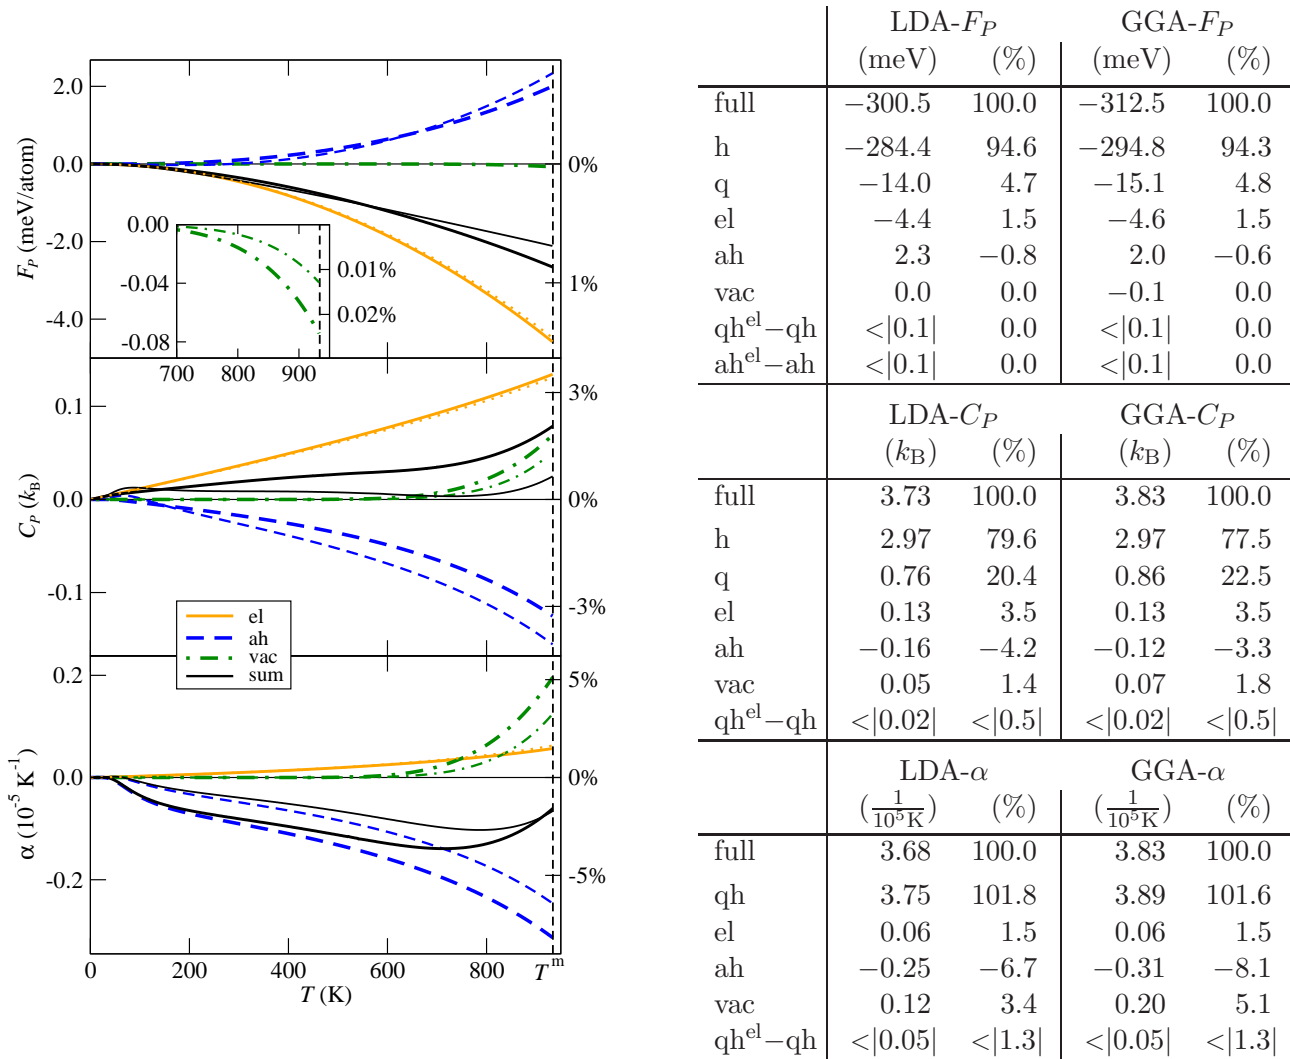 2.0
0.0
-2.0
-4.0
F_P (meV/atom)
0%
1%
0.00
-0.04
-0.08
0.01%
0.02%
700 800 900
0.1
0.0
-0.1
C_P (k_B)
3%
0%
-3%
el
ah
vac
sum
0.2
0.0
-0.2
α (10^-5 K^-1)
5%
0%
-5%
0 200 400 600 800 T^m
T (K)
LDA-F_P GGA-F_P
(meV) (%) (meV) (%)
full −300.5 100.0 −312.5 100.0
h −284.4 94.6 −294.8 94.3
q −14.0 4.7 −15.1 4.8
el −4.4 1.5 −4.6 1.5
ah 2.3 −0.8 2.0 −0.6
vac 0.0 0.0 −0.1 0.0
qh^el−qh <|0.1| 0.0 <|0.1| 0.0
ah^el−ah <|0.1| 0.0 <|0.1| 0.0
LDA-C_P GGA-C_P
(k_B) (%) (k_B) (%)
full 3.73 100.0 3.83 100.0
h 2.97 79.6 2.97 77.5
q 0.76 20.4 0.86 22.5
el 0.13 3.5 0.13 3.5
ah −0.16 −4.2 −0.12 −3.3
vac 0.05 1.4 0.07 1.8
qh^el−qh <|0.02| <|0.5| <|0.02| <|0.5|
LDA-α GGA-α
(1/10^5K) (%) (1/10^5K) (%)
full 3.68 100.0 3.83 100.0
qh 3.75 101.8 3.89 101.6
el 0.06 1.5 0.06 1.5
ah −0.25 −6.7 −0.31 −8.1
vac 0.12 3.4 0.20 5.1
qh^el−qh <|0.05| <|1.3| <|0.05| <|1.3|